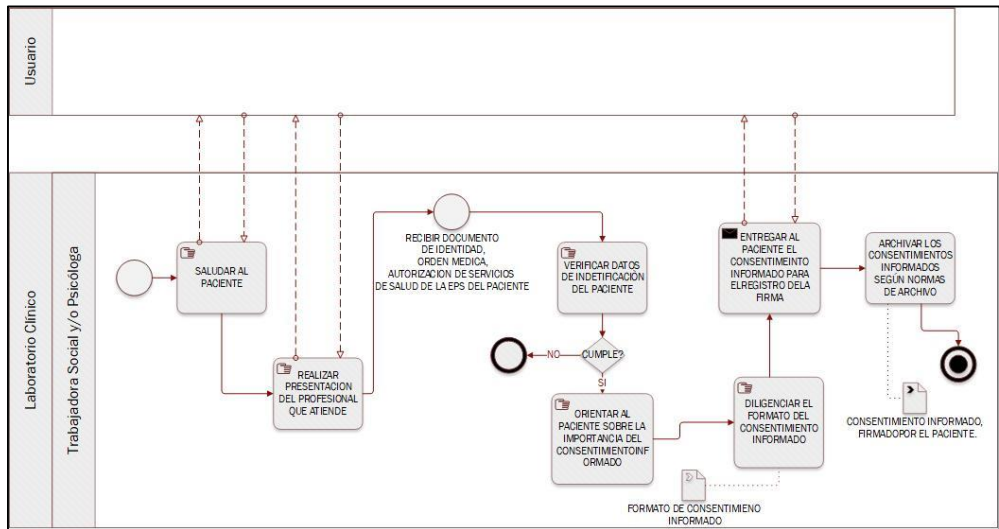 Usuario
Laboratorio Clínico
Trabajadora Social y/o Psicóloga
SALUDAR AL
PACIENTE
REALIZAR
PRESENTACION
DEL PROFESIONAL
QUE ATIENDE
RECIBIR DOCUMENTO
DE IDENTIDAD,
ORDEN MEDICA,
AUTORIZACION DE SERVICIOS
DE SALUD DE LA EPS DEL PACIENTE
VERIFICAR DATOS
DE INDETIFICACIÓN
DEL PACIENTE
CUMPLE?
NO
SI
ORIENTAR AL
PACIENTE SOBRE LA
IMPORTANCIA DEL
CONSENTIMIENTOINF
ORMADO
DILIGENCIAR EL
FORMATO DEL
CONSENTIMIENTO
INFORMADO
FORMATO DE CONSENTIMIENO
INFORMADO
ENTREGAR AL
PACIENTE EL
CONSENTIMEINTO
INFORMADO PARA
ELREGISTRO DELA
FIRMA
ARCHIVAR LOS
CONSENTIMIENTOS
INFORMADOS
SEGÚN NORMAS
DE ARCHIVO
CONSENTIMIENTO INFORMADO,
FIRMADOPOR EL PACIENTE.